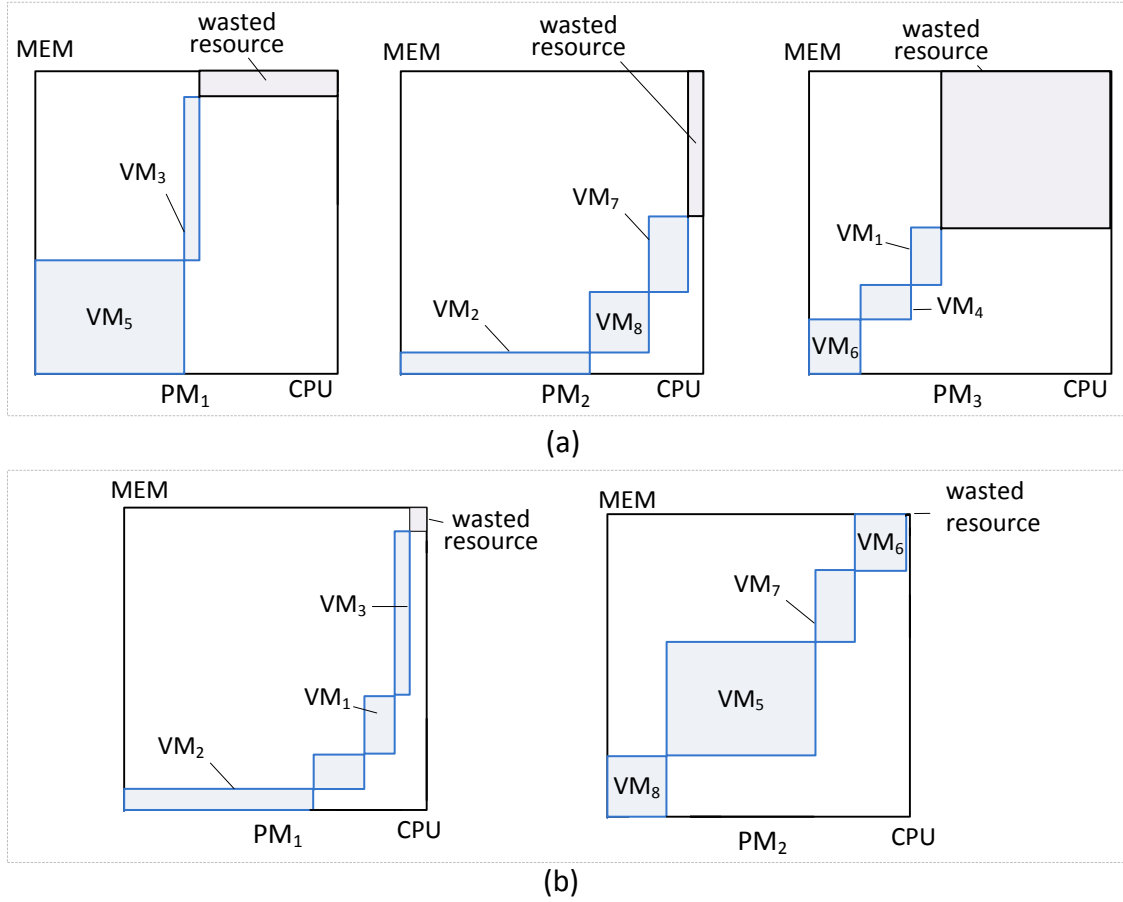 wasted
resource
MEM
VM3
VM5
PM1
CPU
wasted
resource
MEM
VM7
VM2
VM8
PM2
CPU
wasted
resource
MEM
VM1
VM4
VM6
PM3
CPU
(a)
MEM
wasted
resource
VM3
VM1
VM2
PM1
CPU
MEM
wasted
resource
VM6
VM7
VM5
VM8
PM2
CPU
(b)